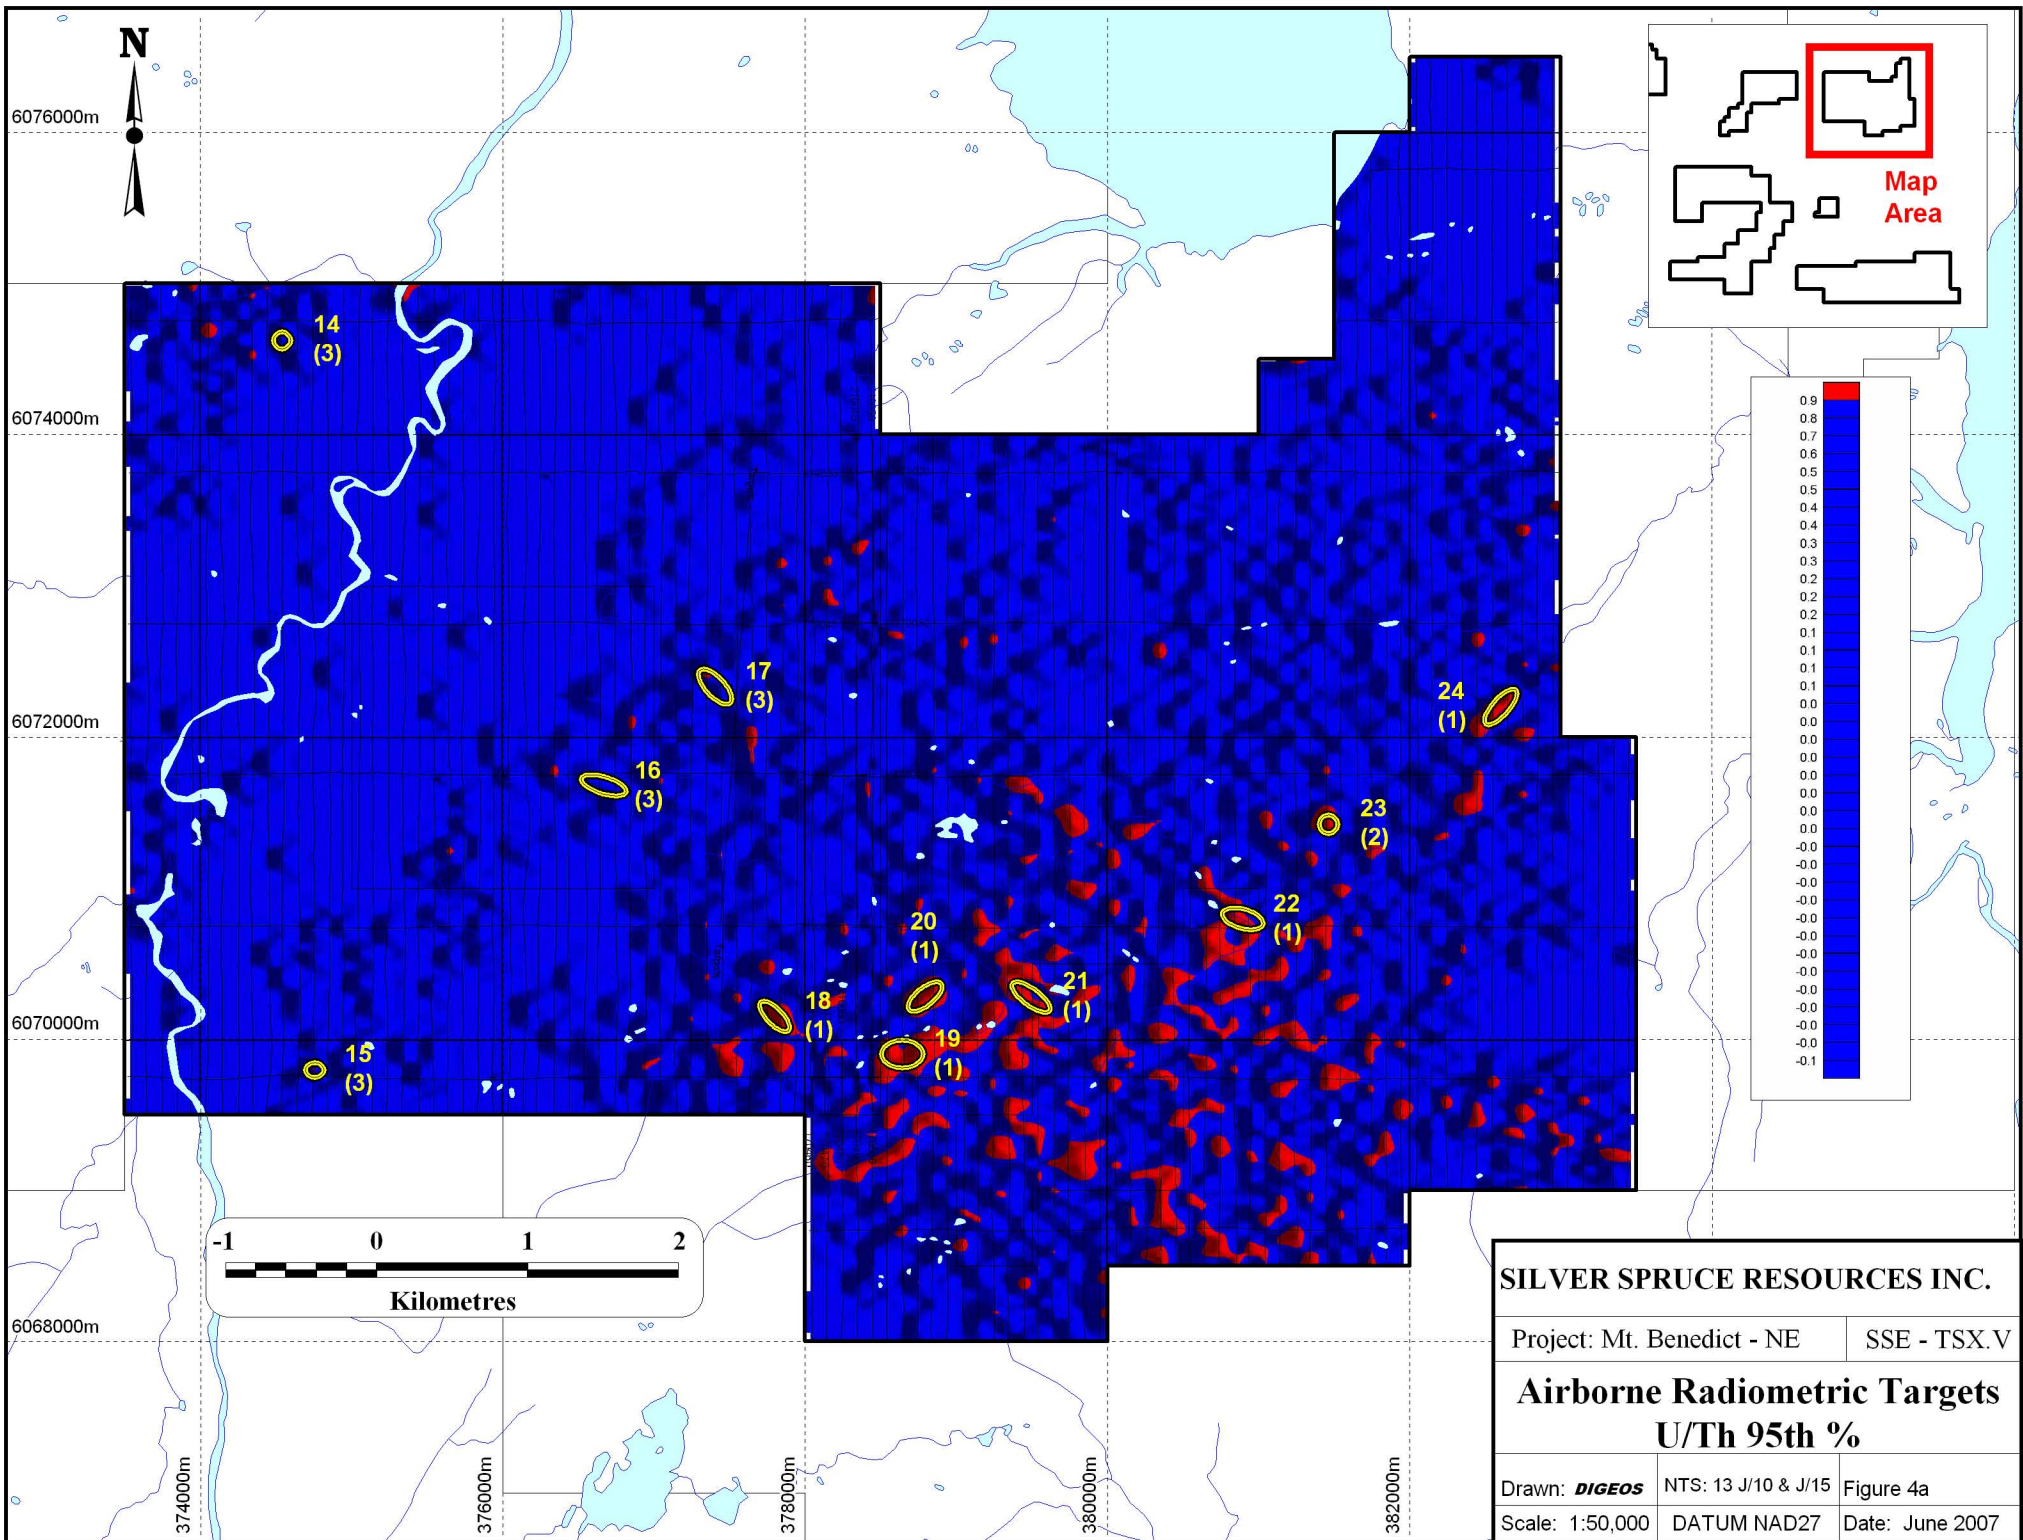 N
6076000m
6074000m
6072000m
6070000m
6068000m
374000m
376000m
378000m
380000m
382000m
14
(3)
17
(3)
16
(3)
24
(1)
23
(2)
22
(1)
20
(1)
21
(1)
18
(1)
19
(1)
15
(3)
Map
Area
0.9
0.8
0.7
0.6
0.5
0.5
0.4
0.4
0.3
0.3
0.2
0.2
0.2
0.1
0.1
0.1
0.1
0.0
0.0
0.0
0.0
0.0
0.0
0.0
0.0
-0.0
-0.0
-0.0
-0.0
-0.0
-0.0
-0.0
-0.0
-0.0
-0.0
-0.0
-0.0
-0.1
-1 0 1 2
Kilometres
SILVER SPRUCE RESOURCES INC.
Project: Mt. Benedict - NE SSE - TSX.V
Airborne Radiometric Targets
U/Th 95th %
Drawn: DIGEOS NTS: 13 J/10 & J/15 Figure 4a
Scale: 1:50,000 DATUM NAD27 Date: June 2007